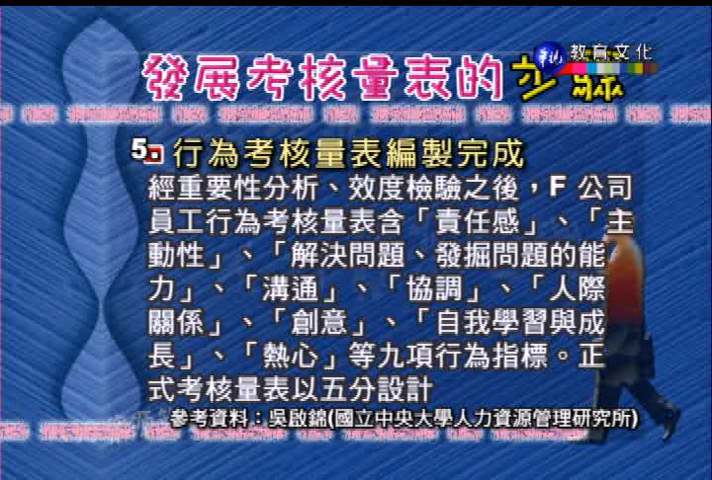 發展考核量表的步驟
教育文化
5 行為考核量表編製完成
經重要性分析、效度檢驗之後，F 公司
員工行為考核量表含「責任感」、「主
動性」、「解決問題、發掘問題的能
力」、「溝通」、「協調」、「人際
關係」、「創意」、「自我學習與成
長」、「熱心」等九項行為指標。正
式考核量表以五分設計
參考資料：吳啟錦(國立中央大學人力資源管理研究所)